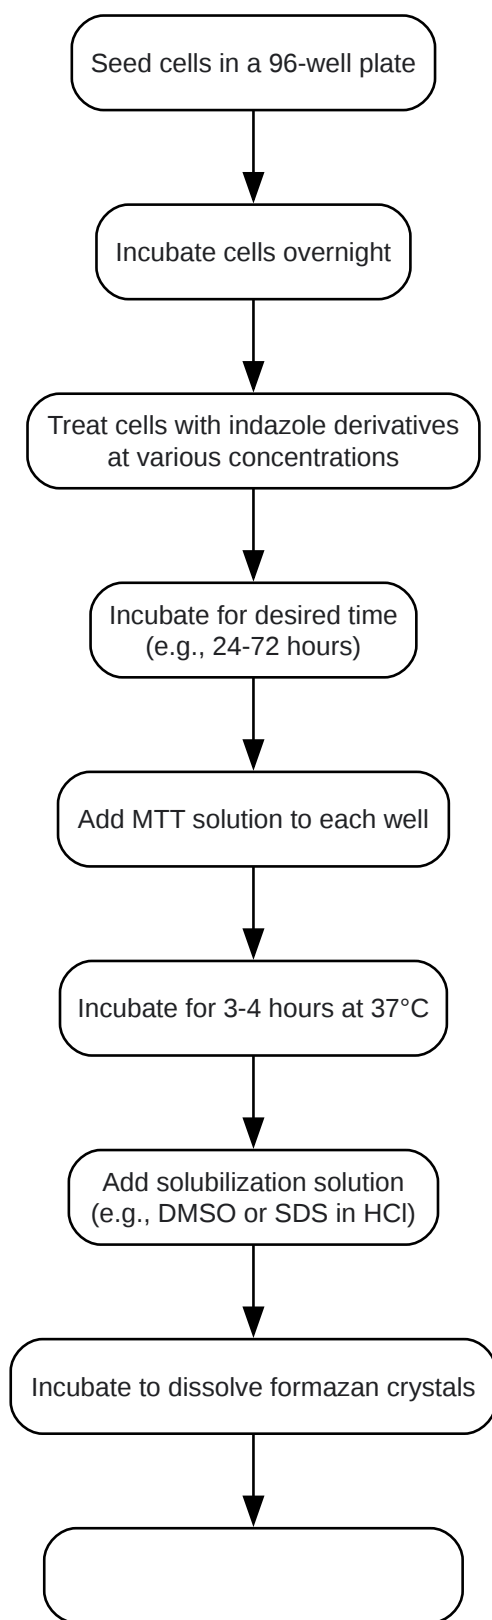 Seed cells in a 96-well plate
Incubate cells overnight
Treat cells with indazole derivatives
at various concentrations
Incubate for desired time
(e.g., 24-72 hours)
Add MTT solution to each well
Incubate for 3-4 hours at 37°C
Add solubilization solution
(e.g., DMSO or SDS in HCl)
Incubate to dissolve formazan crystals